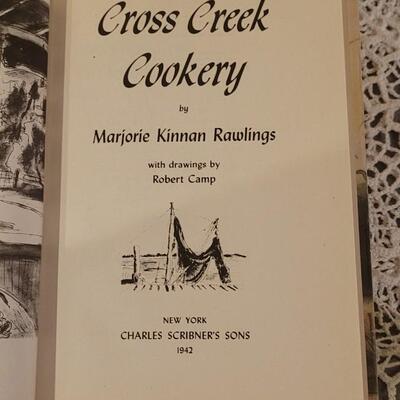 Cross Creek
Cookery
by
Marjorie Kinnan Rawlings
with drawings by
Robert Camp
NEW YORK
CHARLES SCRIBNER'S SONS
1942